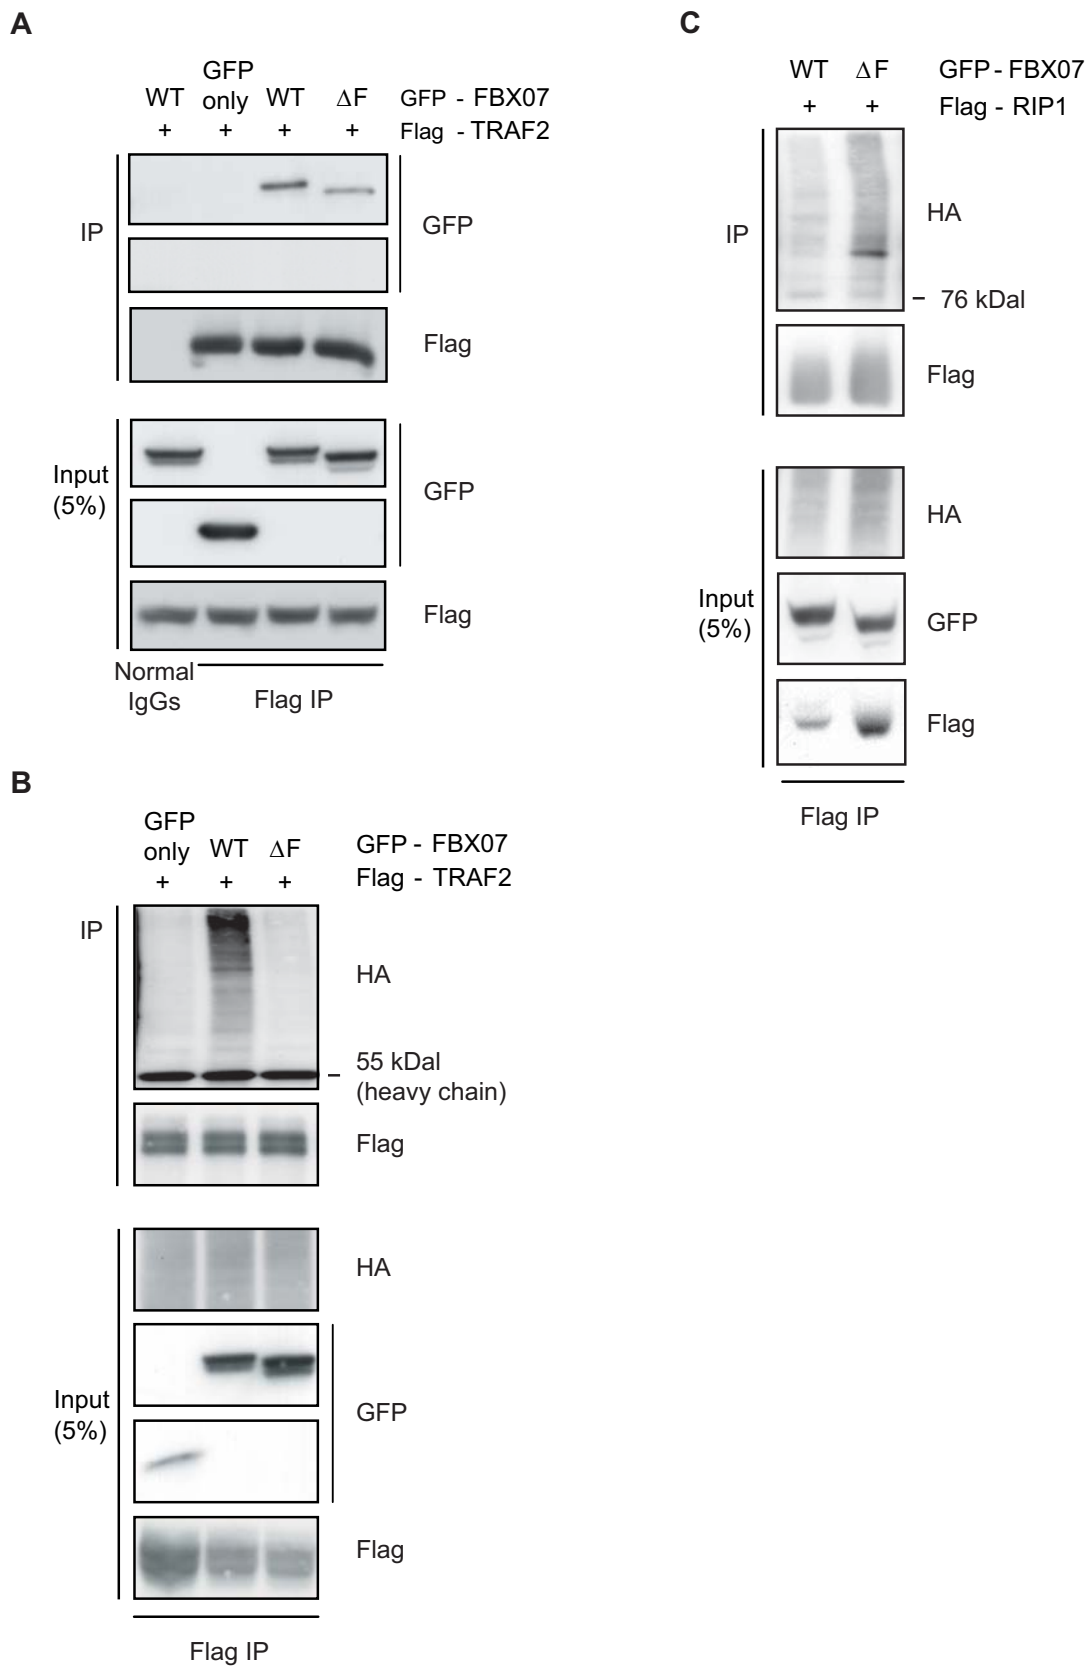 A
GFP
WT only WT ΔF GFP - FBX07
+ + + + Flag - TRAF2
IP
GFP
Flag
Input
(5%)
GFP
Flag
Normal
IgGs
Flag IP
B
GFP
only WT ΔF GFP - FBX07
+ + + Flag - TRAF2
IP
HA
– 55 kDal
(heavy chain)
Flag
HA
Input
(5%)
GFP
Flag
Flag IP
C
WT ΔF GFP - FBX07
+ + Flag - RIP1
IP
HA
– 76 kDal
Flag
HA
Input
(5%)
GFP
Flag
Flag IP